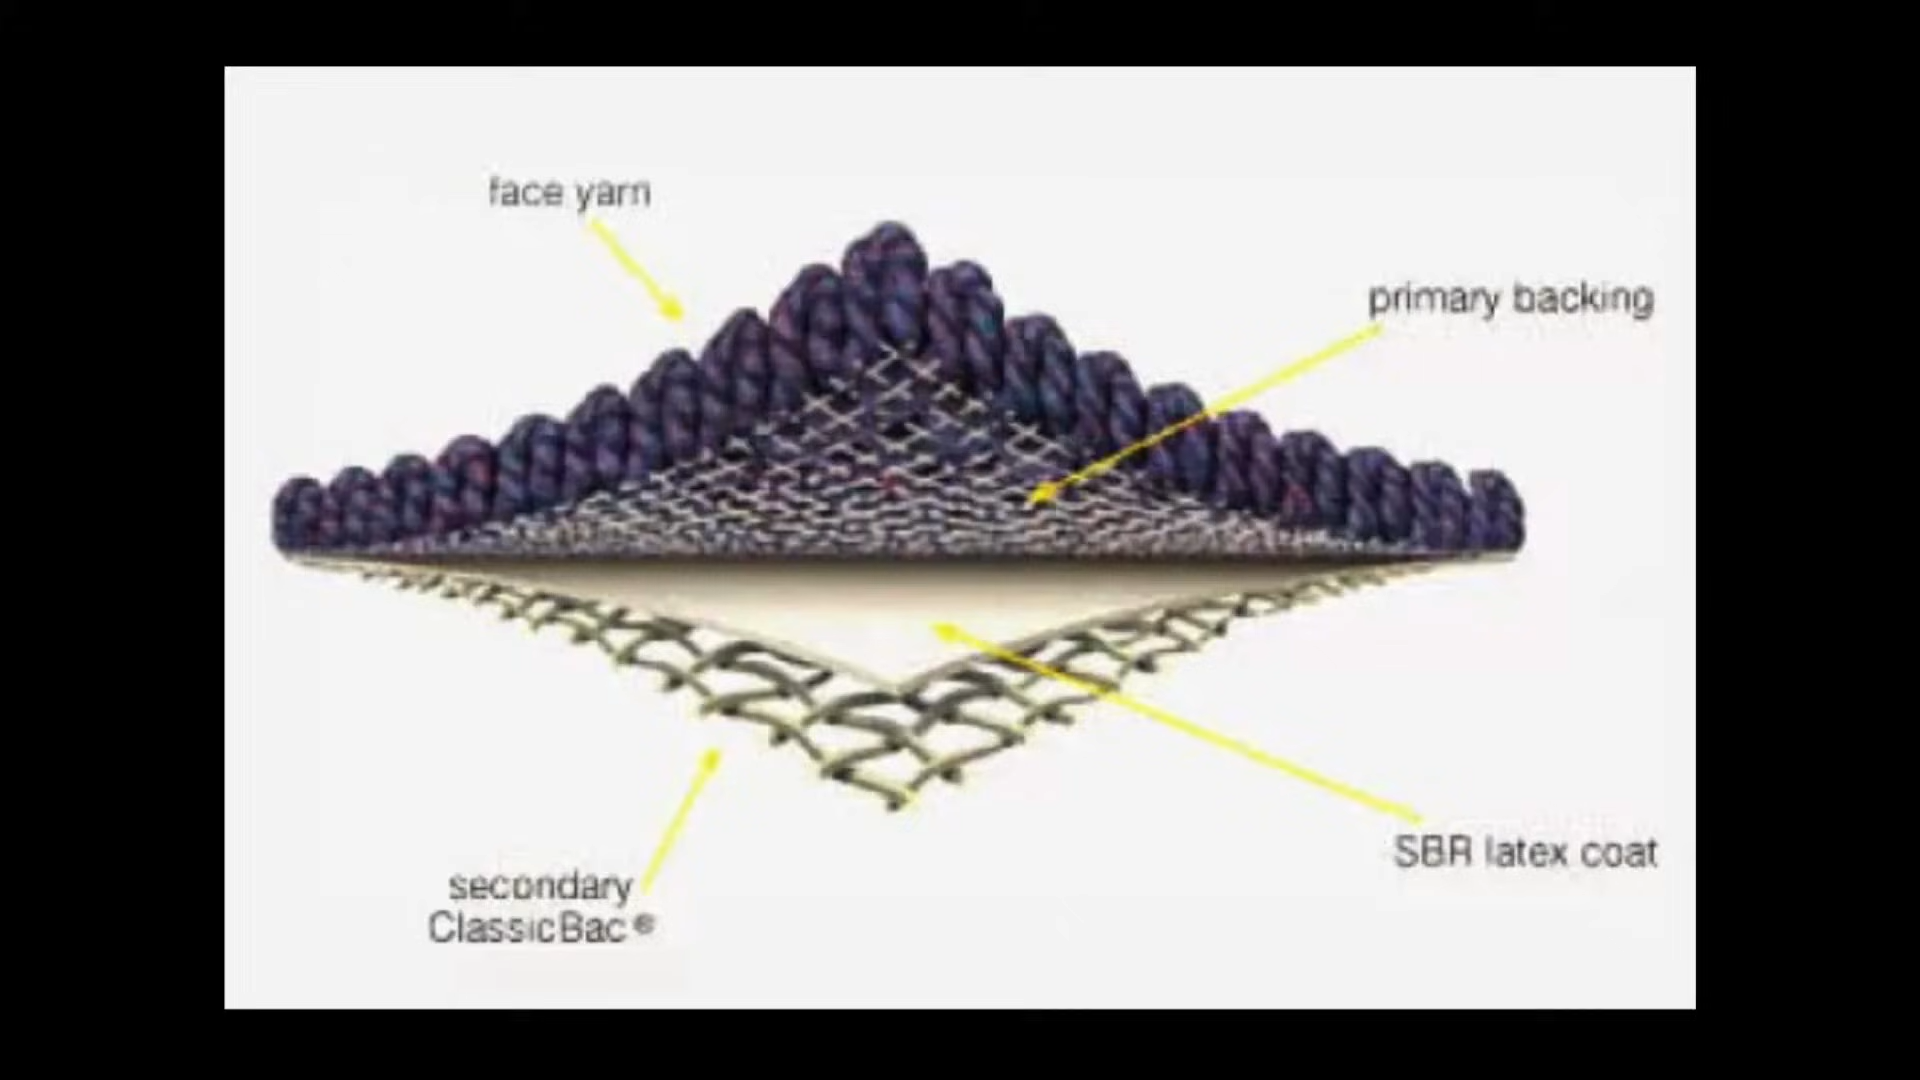 face yarn
primary backing
SBR latex coat
secondary
ClassicBac®